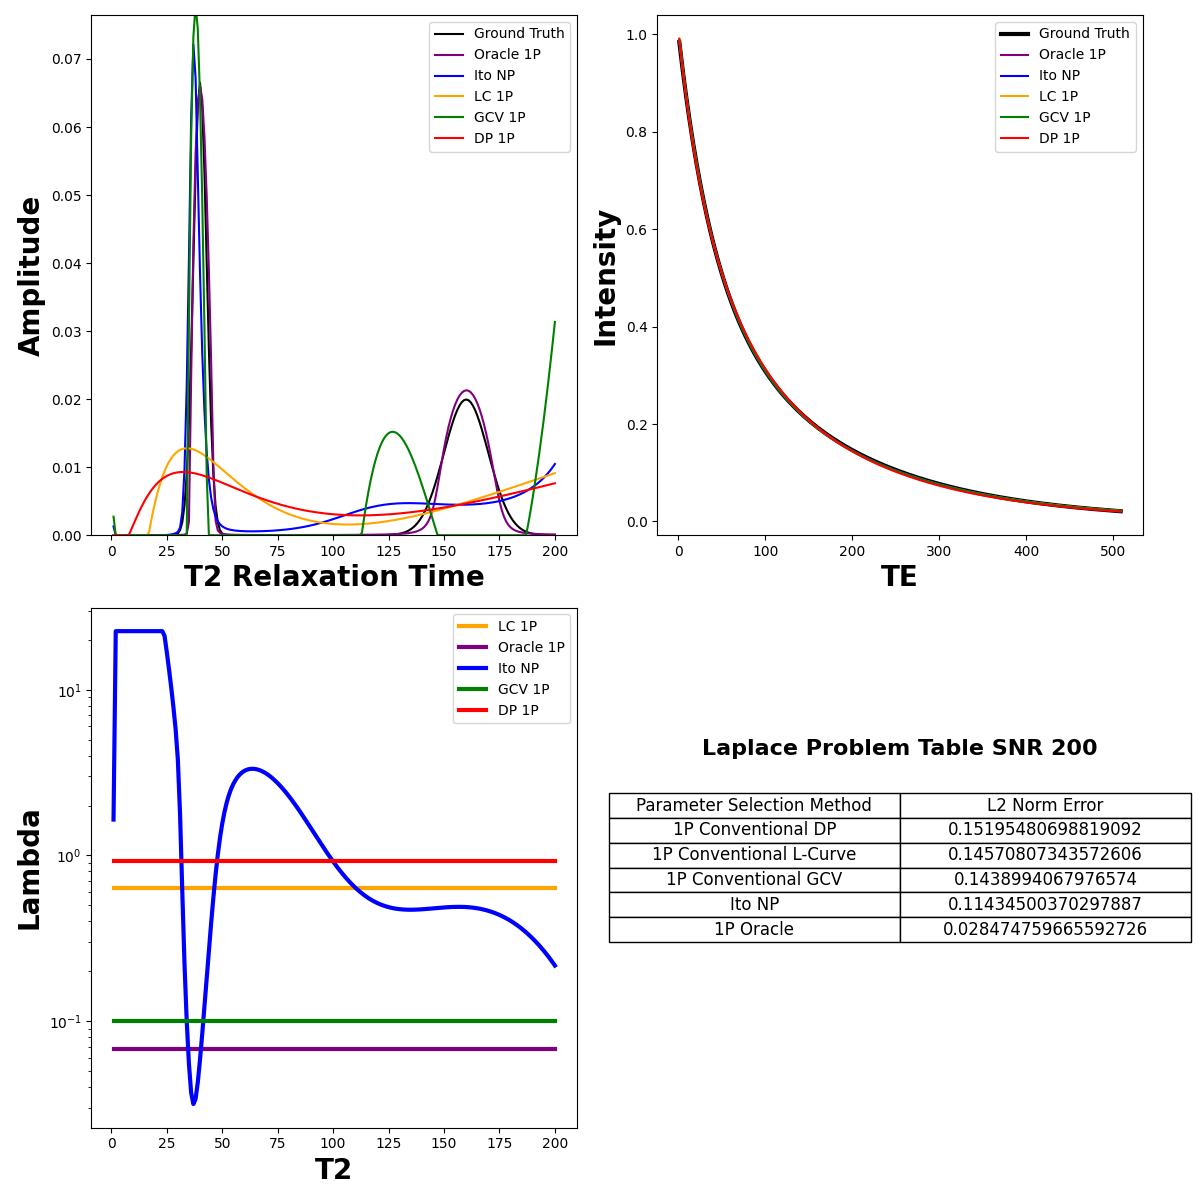 Amplitude
0.07
0.06
0.05
0.04
0.03
0.02
0.01
0.00
0 25 50 75 100 125 150 175 200
T2 Relaxation Time
Ground Truth
Oracle 1P
Ito NP
LC 1P
GCV 1P
DP 1P
Intensity
1.0
0.8
0.6
0.4
0.2
0.0
0 100 200 300 400 500
TE
Ground Truth
Oracle 1P
Ito NP
LC 1P
GCV 1P
DP 1P
Lambda
10¹
10⁰
10⁻¹
0 25 50 75 100 125 150 175 200
T2
LC 1P
Oracle 1P
Ito NP
GCV 1P
DP 1P
Laplace Problem Table SNR 200
Parameter Selection Method L2 Norm Error
1P Conventional DP 0.15195480698819092
1P Conventional L-Curve 0.14570807343572606
1P Conventional GCV 0.1438994067976574
Ito NP 0.11434500370297887
1P Oracle 0.028474759665592726